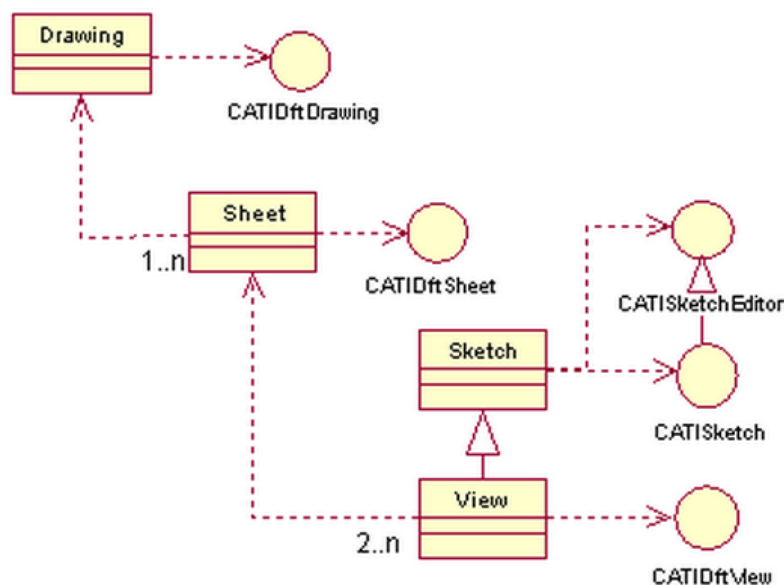 Drawing
CATIDftDrawing
Sheet
1..n
CATIDftSheet
CATISketchEditor
Sketch
CATISketch
View
2..n
CATIDftView